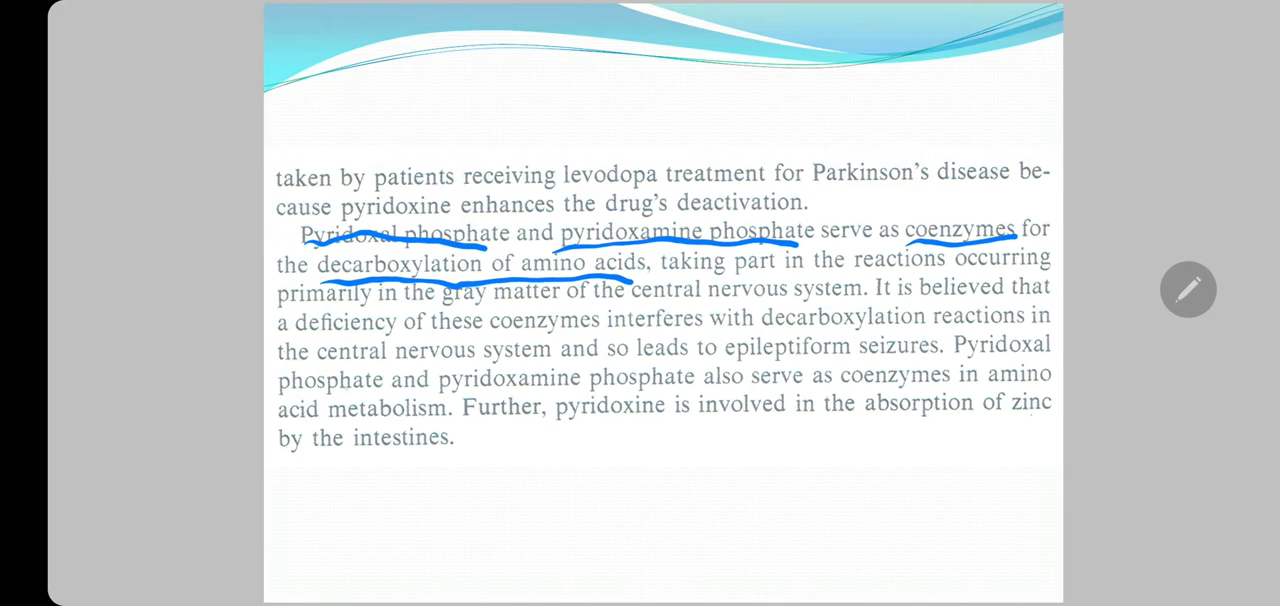 taken by patients receiving levodopa treatment for Parkinson's disease be-
cause pyridoxine enhances the drug's deactivation.
Pyridoxal phosphate and pyridoxamine phosphate serve as coenzymes for
the decarboxylation of amino acids, taking part in the reactions occurring
primarily in the gray matter of the central nervous system. It is believed that
a deficiency of these coenzymes interferes with decarboxylation reactions in
the central nervous system and so leads to epileptiform seizures. Pyridoxal
phosphate and pyridoxamine phosphate also serve as coenzymes in amino
acid metabolism. Further, pyridoxine is involved in the absorption of zinc
by the intestines.